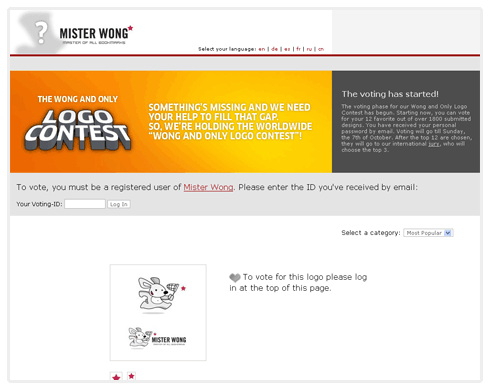 ?
MISTER WONG
MASTER OF ALL BOOKMARKS
Select your language: en | de | es | fr | ru | cn
THE WONG AND ONLY
LOGO
CONTEST
SOMETHING'S MISSING AND WE NEED
YOUR HELP TO FILL THAT GAP.
SO, WE'RE HOLDING THE WORLDWIDE
"WONG AND ONLY LOGO CONTEST"!
The voting has started!
The voting phase for our Wong and Only Logo
Contest has begun. Starting now, you can vote
for your 12 favorite out of over 1800 submitted
designs. You have received your personal
password by email. Voting will go till Sunday,
the 7th of October. After the top 12 are chosen,
they will go to our international jury, who will
choose the top 3.
To vote, you must be a registered user of Mister Wong. Please enter the ID you've received by email:
Your Voting-ID: Log In
Select a category: Most Popular
To vote for this logo please log
in at the top of this page.
MISTER WONG